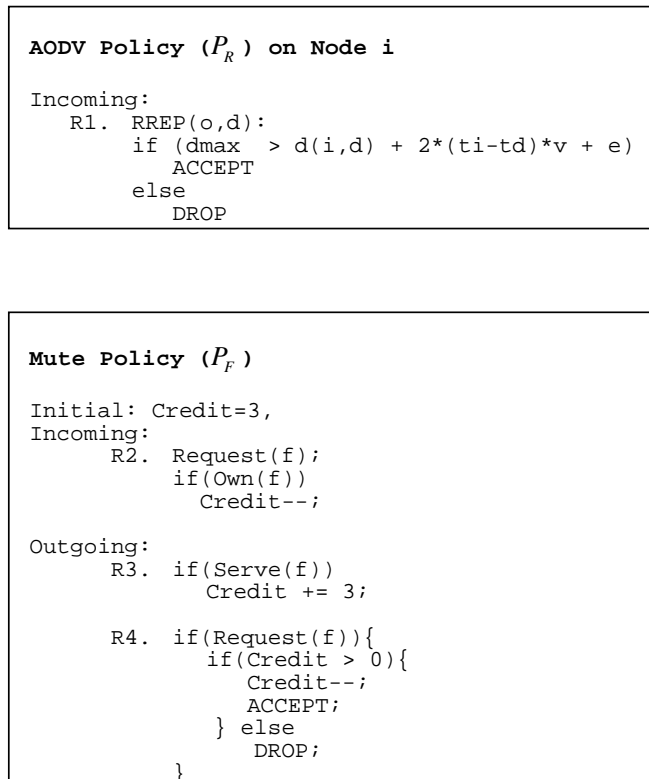 AODV Policy (P_R) on Node i
Incoming:
R1. RREP(o,d):
if (dmax > d(i,d) + 2*(ti-td)*v + e)
ACCEPT
else
DROP
Mute Policy (P_F)
Initial: Credit=3,
Incoming:
R2. Request(f);
if(Own(f))
Credit--;
Outgoing:
R3. if(Serve(f))
Credit += 3;
R4. if(Request(f)){
if(Credit > 0){
Credit--;
ACCEPT;
} else
DROP;
}